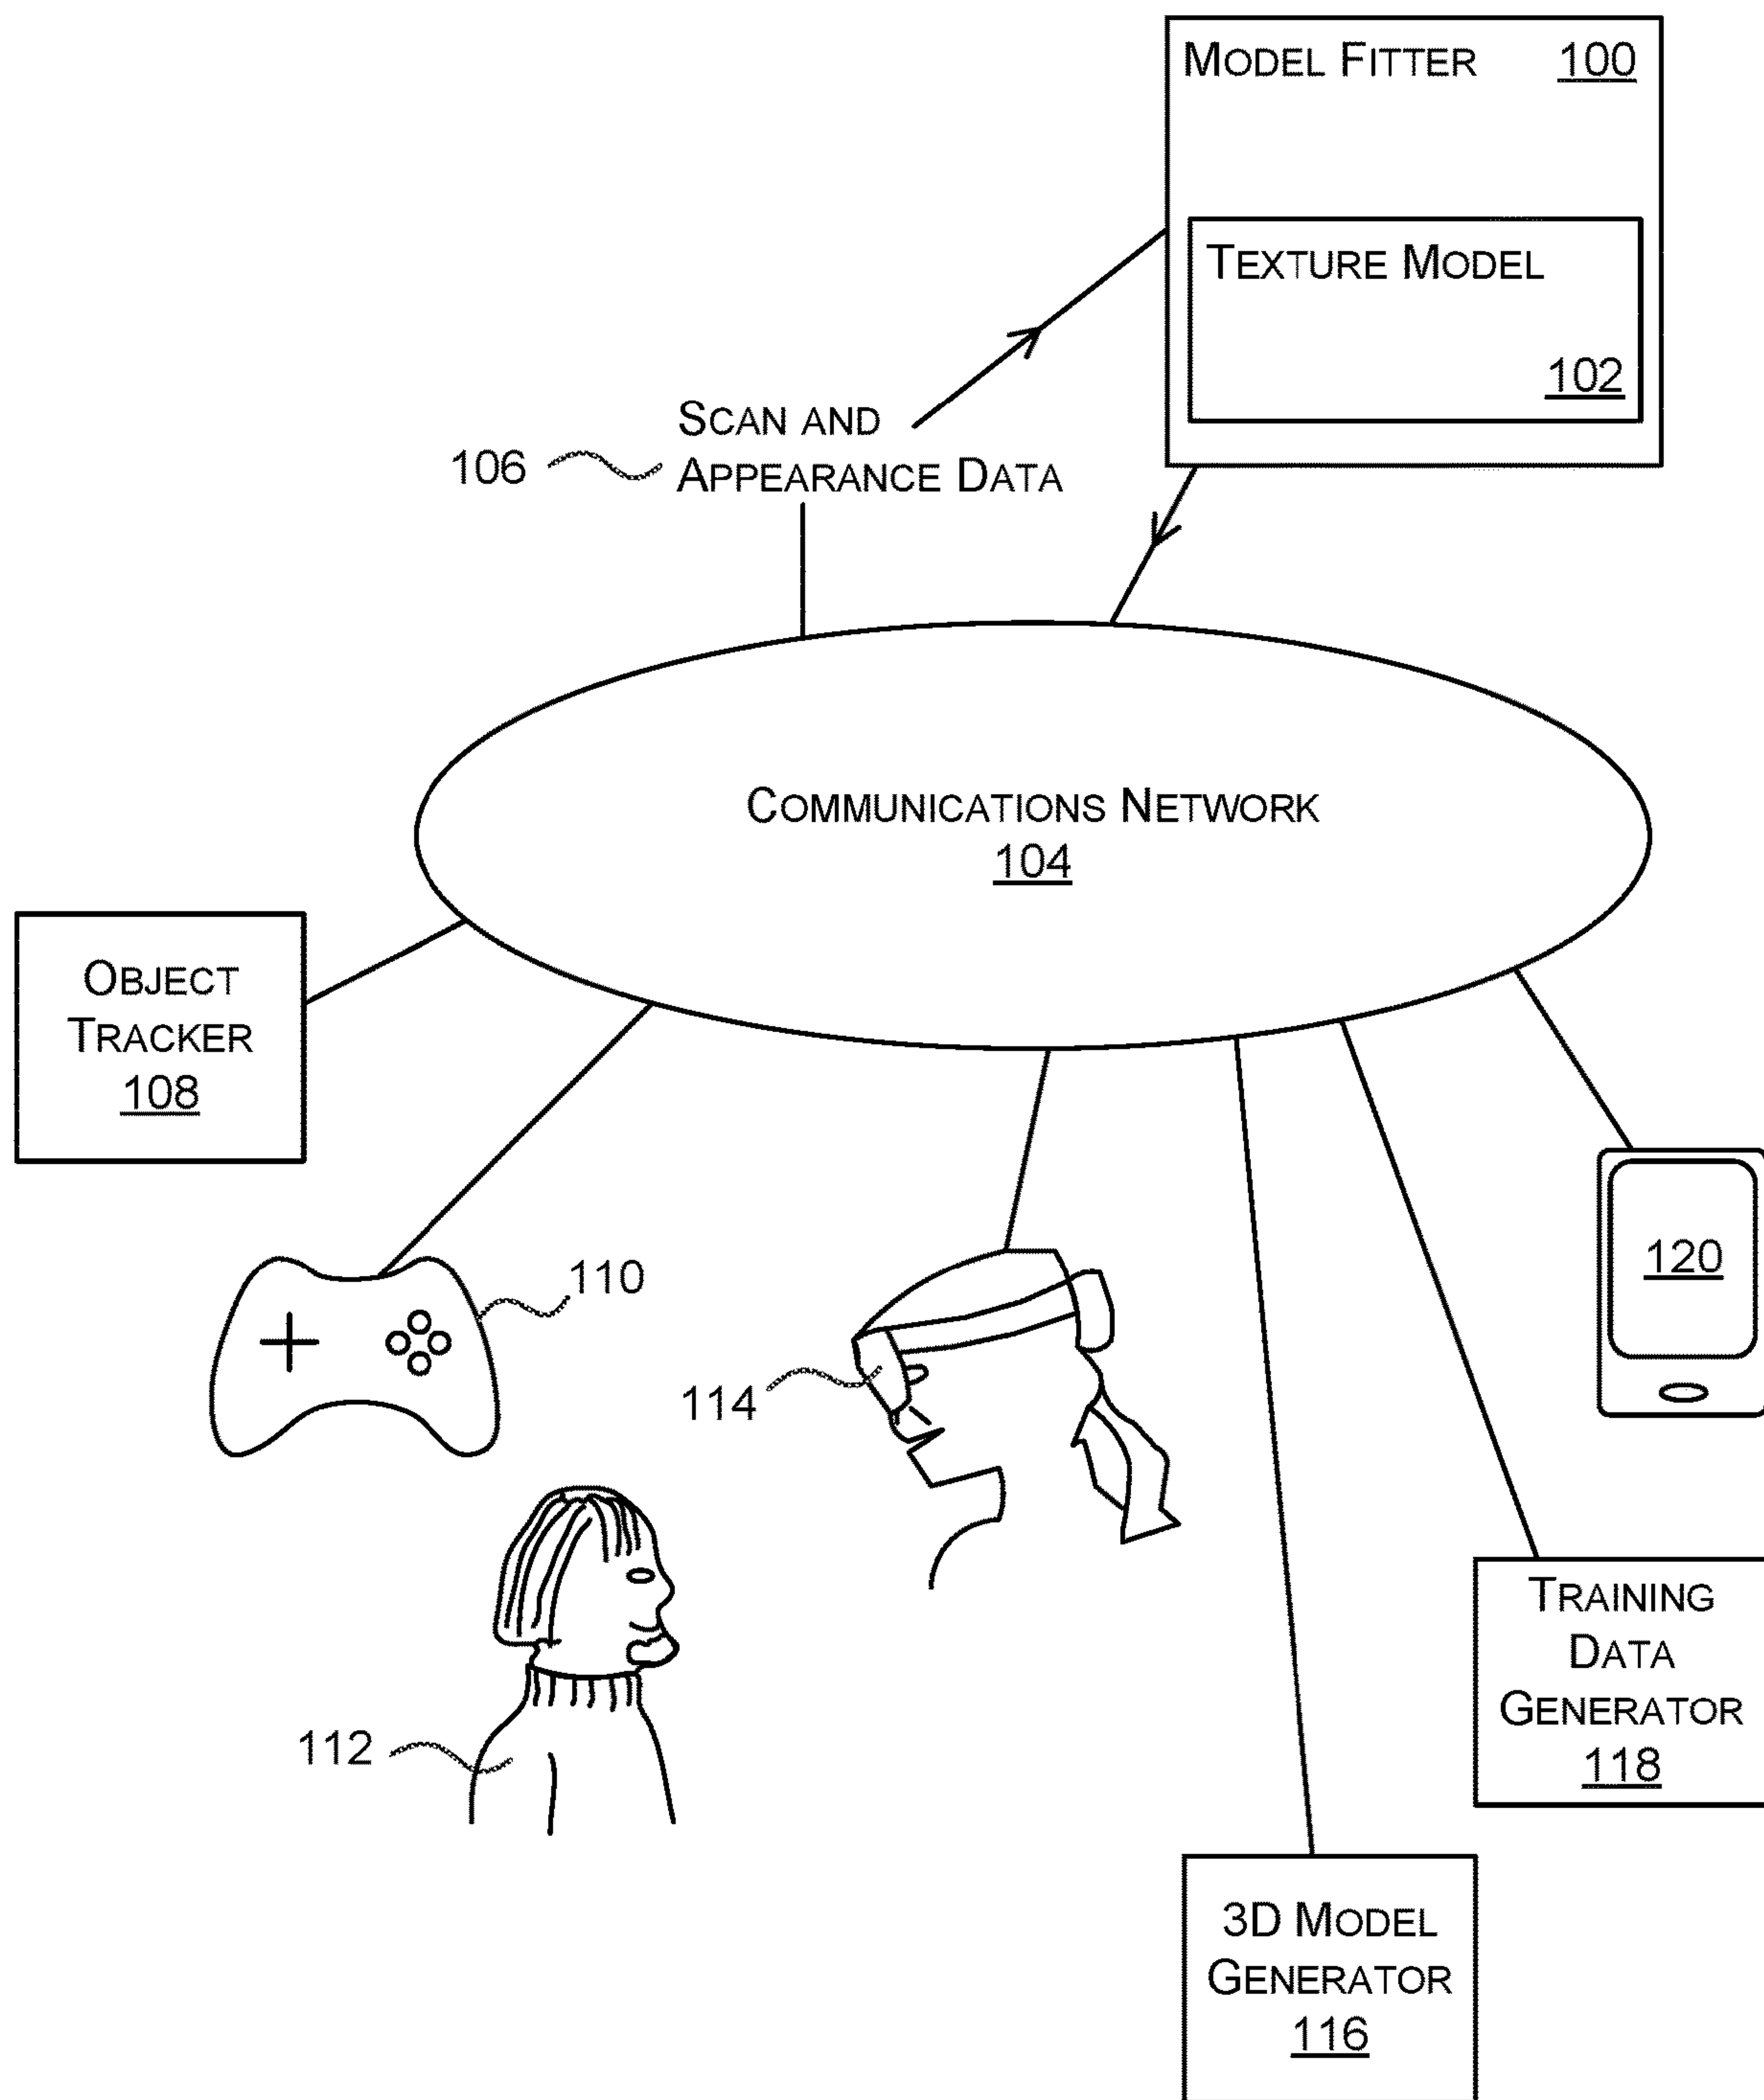 MODEL FITTER 100
TEXTURE MODEL
102
SCAN AND
106 APPEARANCE DATA
COMMUNICATIONS NETWORK
104
OBJECT
TRACKER
108
110
114
120
112
TRAINING
DATA
GENERATOR
118
3D MODEL
GENERATOR
116